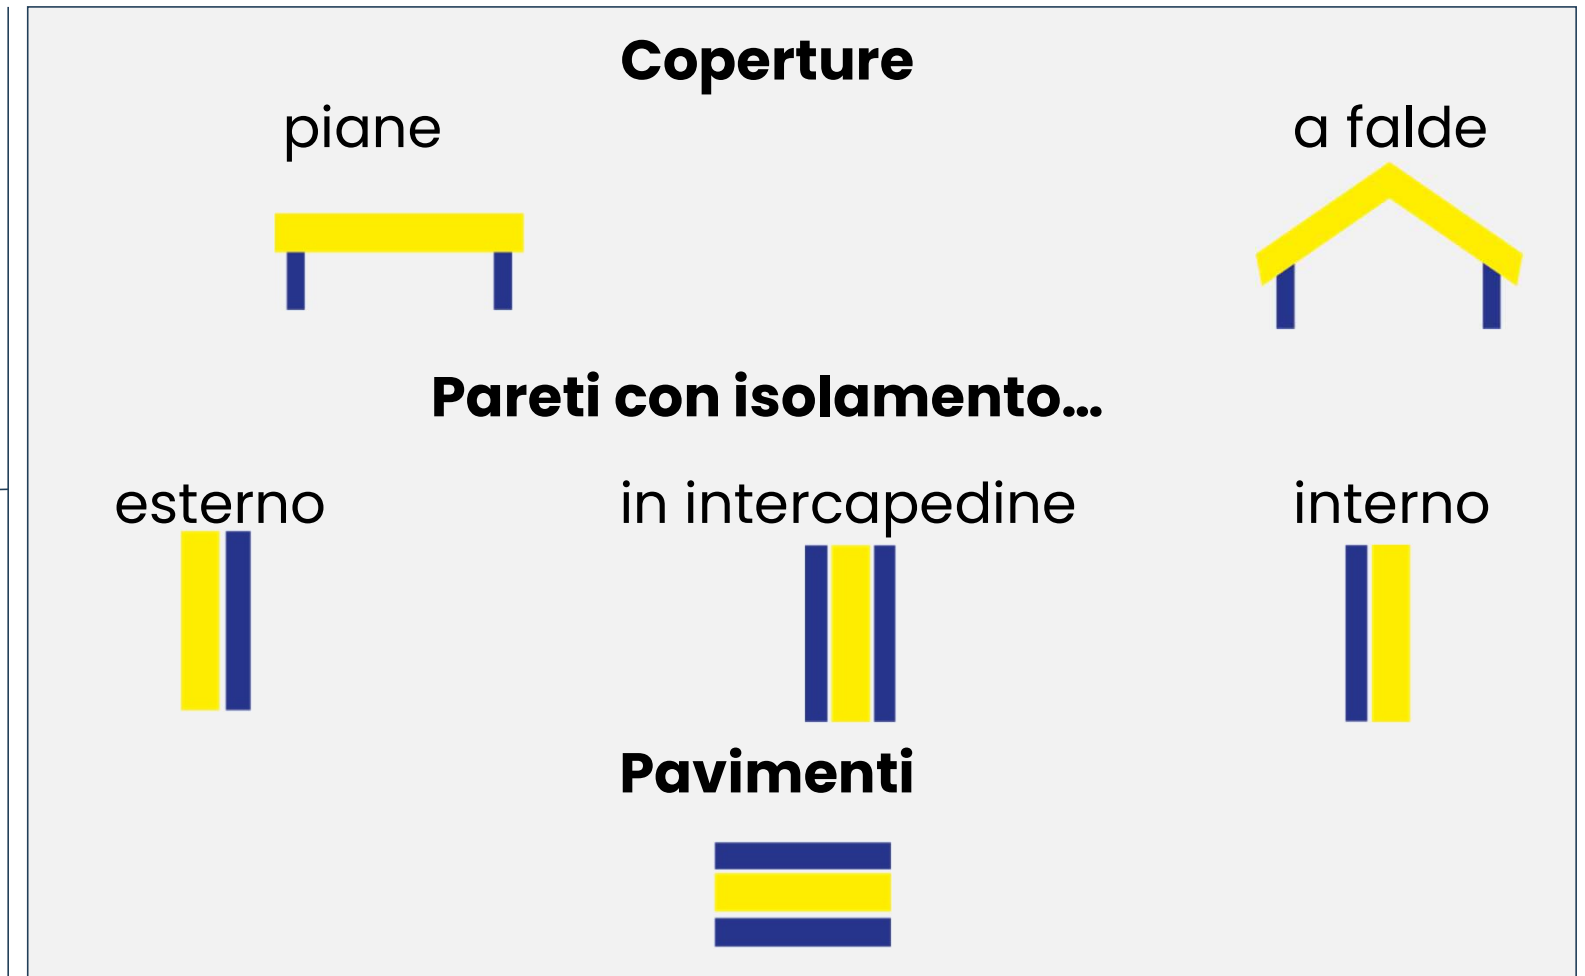 Coperture
piane
a falde
Pareti con isolamento...
esterno
in intercapedine
interno
Pavimenti